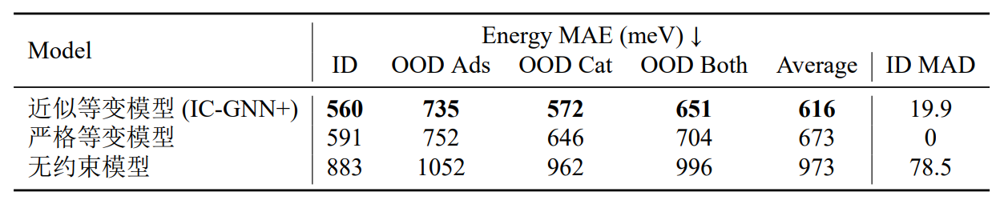 Model Energy MAE (meV) ↓
ID OOD Ads OOD Cat OOD Both Average ID MAD
近似等变模型 (IC-GNN+) 560 735 572 651 616 19.9
严格等变模型 591 752 646 704 673 0
无约束模型 883 1052 962 996 973 78.5